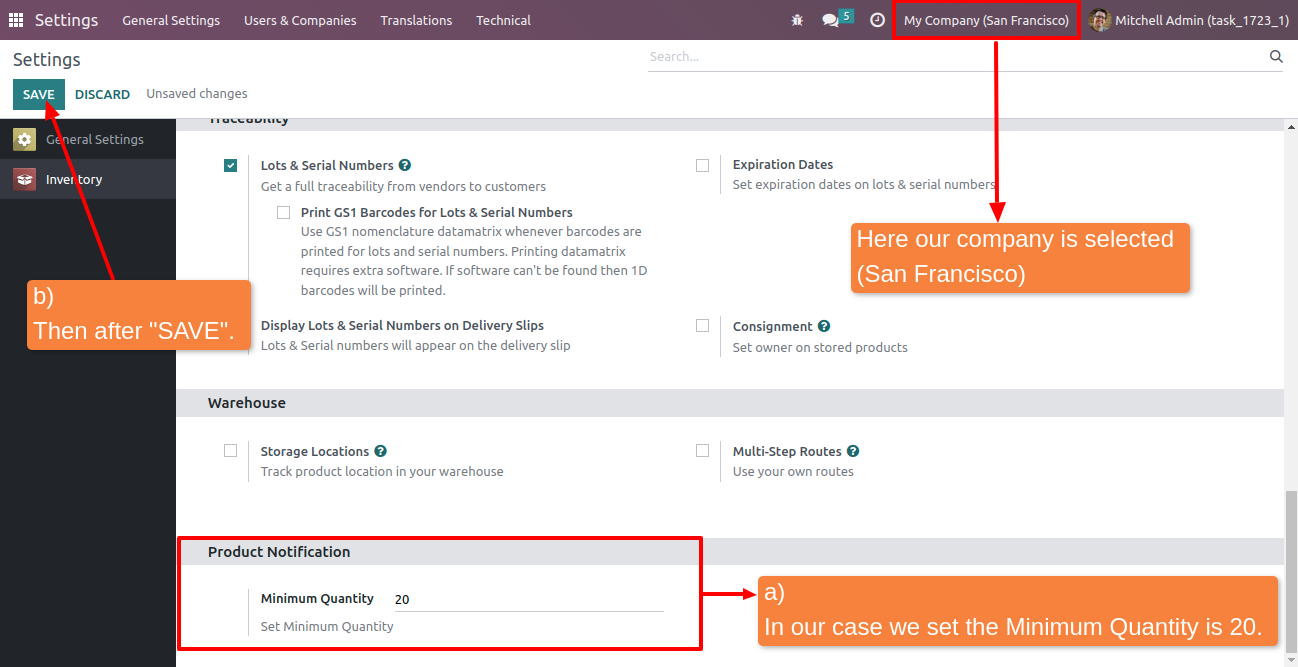 Settings
General Settings
Users & Companies
Translations
Technical
5
My Company (San Francisco)
Mitchell Admin (task_1723_1)
Settings
Search...
SAVE
DISCARD
Unsaved changes
General Settings
Inventory
Traceability
Lots & Serial Numbers ?
Get a full traceability from vendors to customers
Expiration Dates
Set expiration dates on lots & serial numbers
Print GS1 Barcodes for Lots & Serial Numbers
Use GS1 nomenclature datamatrix whenever barcodes are
printed for lots and serial numbers. Printing datamatrix
requires extra software. If software can't be found then 1D
barcodes will be printed.
Here our company is selected
(San Francisco)
b)
Then after "SAVE".
Display Lots & Serial Numbers on Delivery Slips
Lots & Serial numbers will appear on the delivery slip
Consignment ?
Set owner on stored products
Warehouse
Storage Locations ?
Track product location in your warehouse
Multi-Step Routes ?
Use your own routes
Product Notification
Minimum Quantity 20
Set Minimum Quantity
a)
In our case we set the Minimum Quantity is 20.